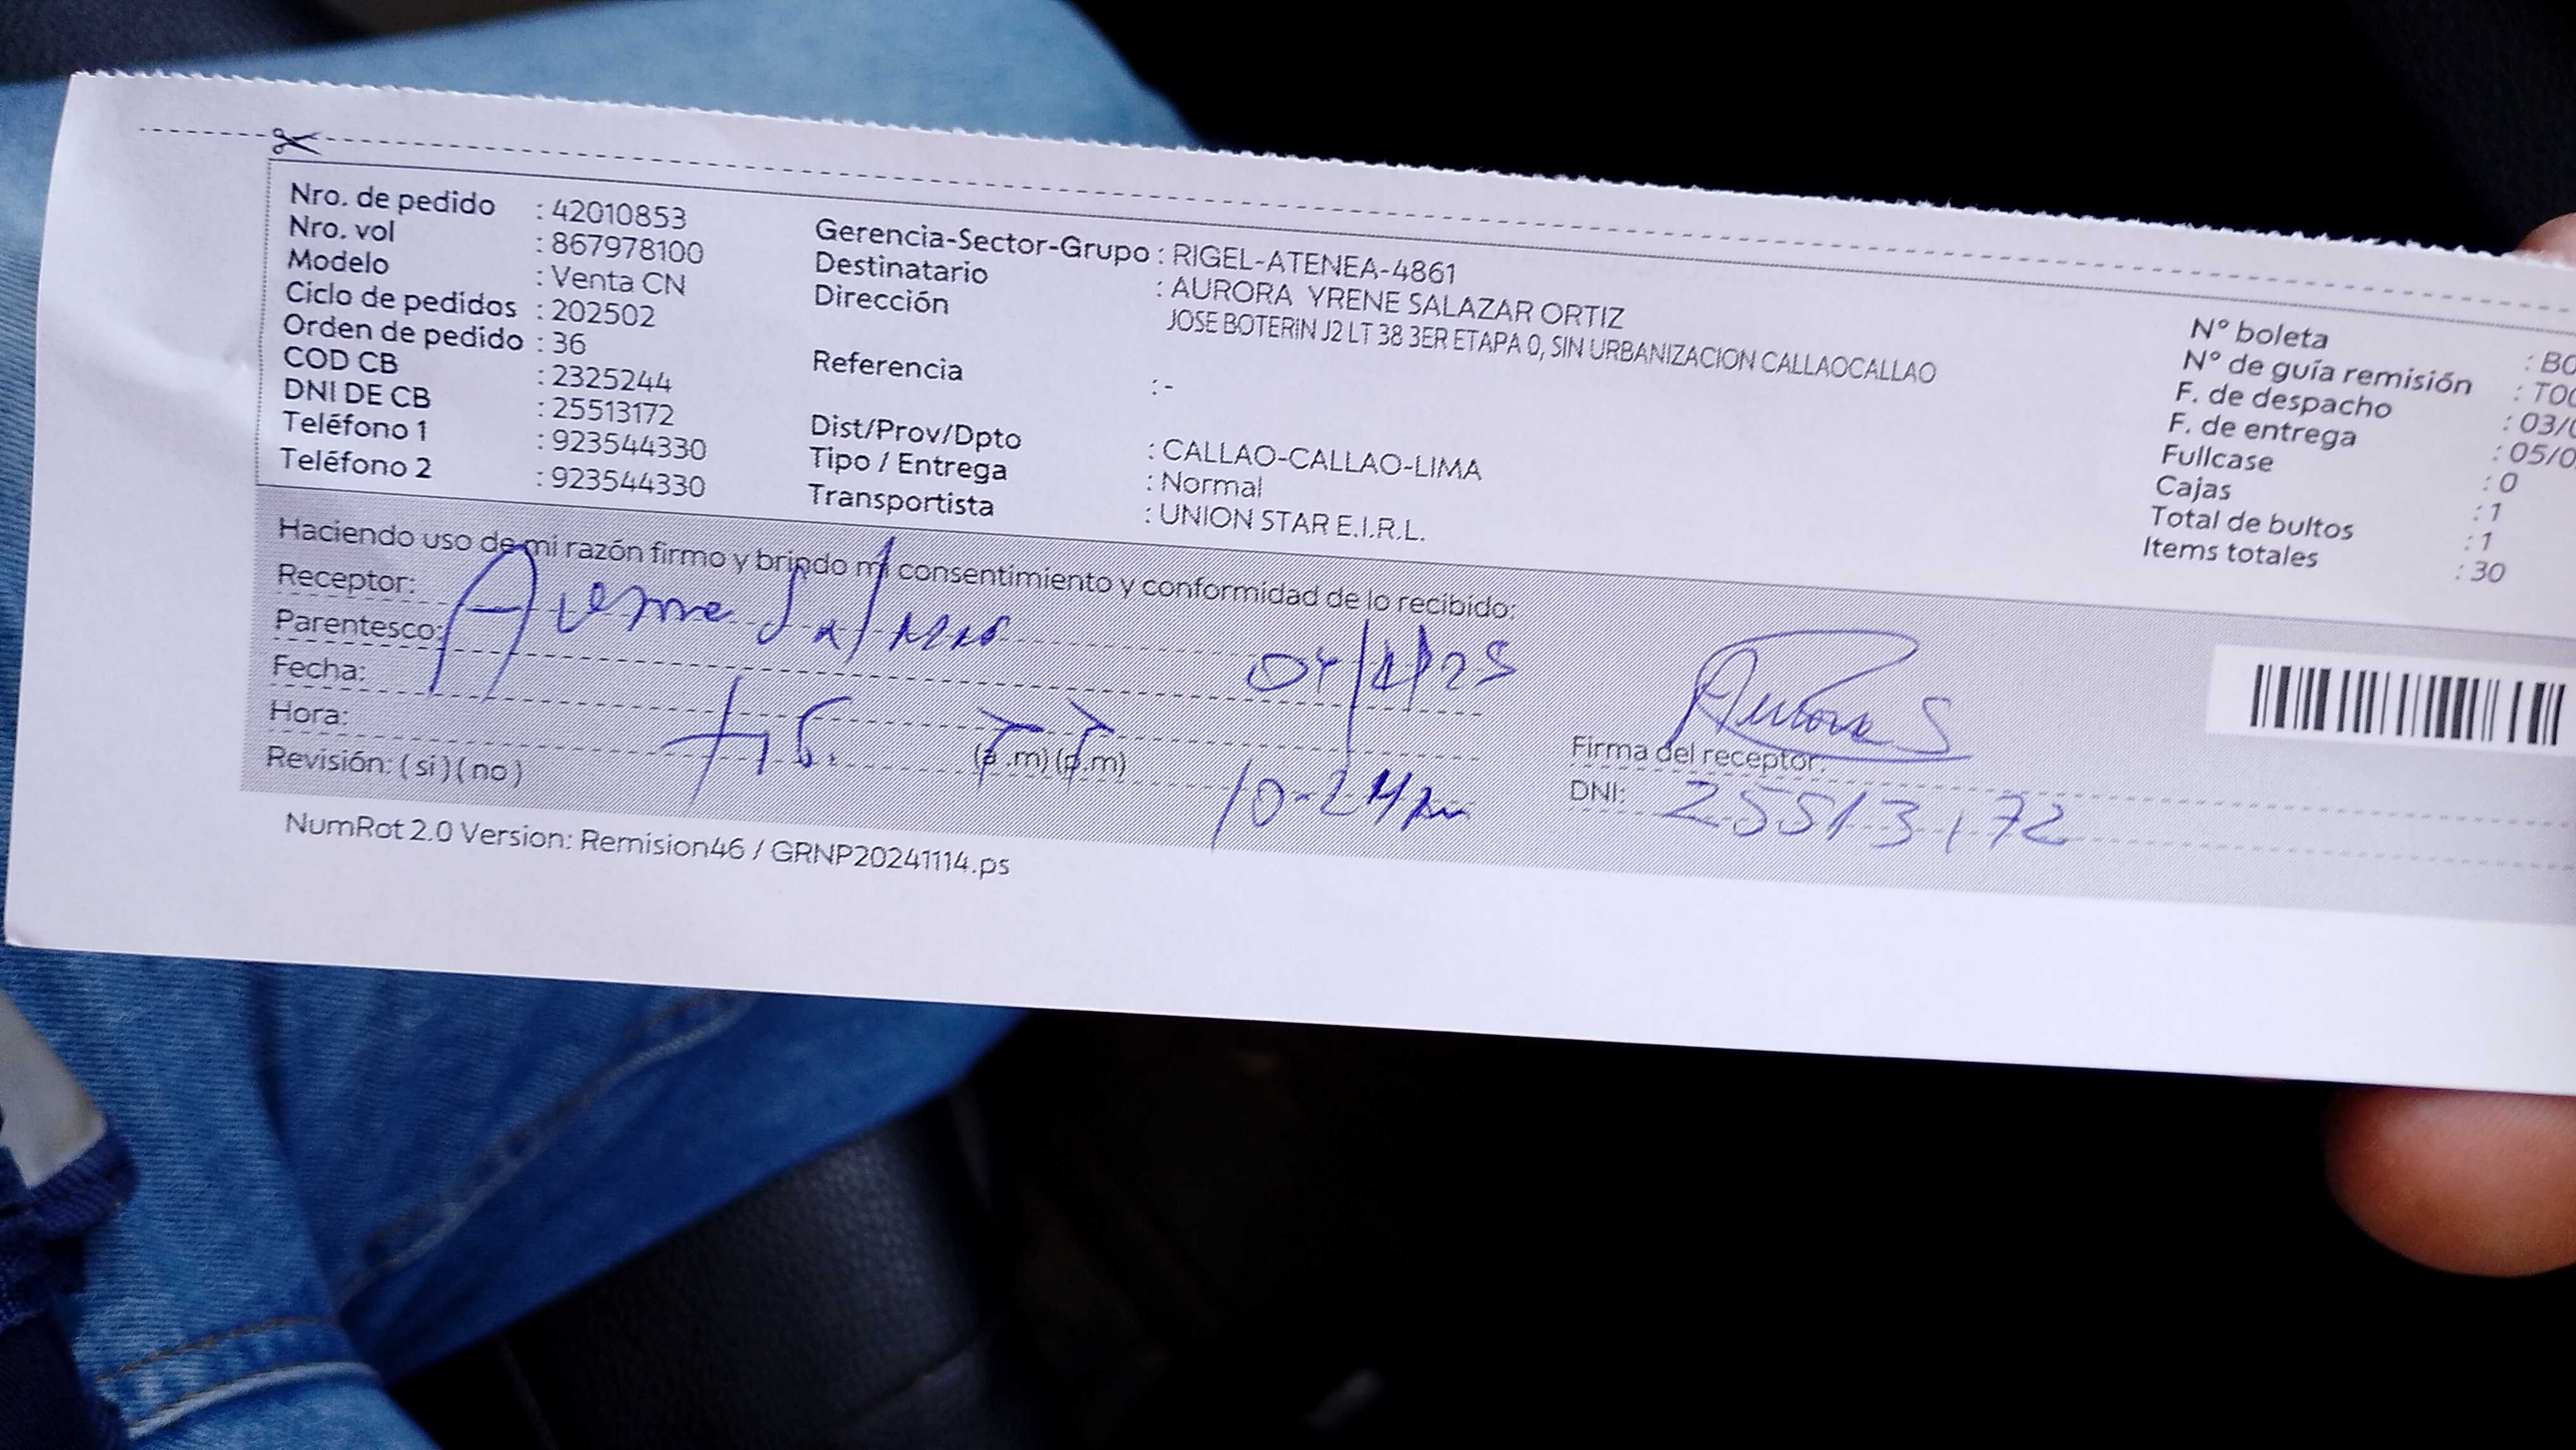 Nro. de pedido : 42010853
Nro. vol : 867978100
Modelo : Venta CN
Ciclo de pedidos : 202502
Orden de pedido : 36
COD CB : 2325244
DNI DE CB : 25513172
Teléfono 1 : 923544330
Teléfono 2 : 923544330
Gerencia-Sector-Grupo : RIGEL-ATENEA-4861
Destinatario : AURORA YRENE SALAZAR ORTIZ
Dirección JOSE BOTERIN J2 LT 38 3ER ETAPA 0, SIN URBANIZACION CALLAOCALLAO
Referencia : -
Dist/Prov/Dpto : CALLAO-CALLAO-LIMA
Tipo / Entrega : Normal
Transportista : UNION STAR E.I.R.L.
N° boleta : B0
N° de guía remisión : T00
F. de despacho : 03/0
F. de entrega : 05/0
Fullcase : 0
Cajas : 1
Total de bultos : 1
Items totales : 30
Haciendo uso de mi razón firmo y brindo mi consentimiento y conformidad de lo recibido:
Receptor:
Parentesco:
Fecha:
Hora: (a .m) (p.m)
Revisión: ( si ) ( no )
Firma del receptor:
DNI: 25513172
NumRot 2.0 Version: Remision46 / GRNP20241114.ps